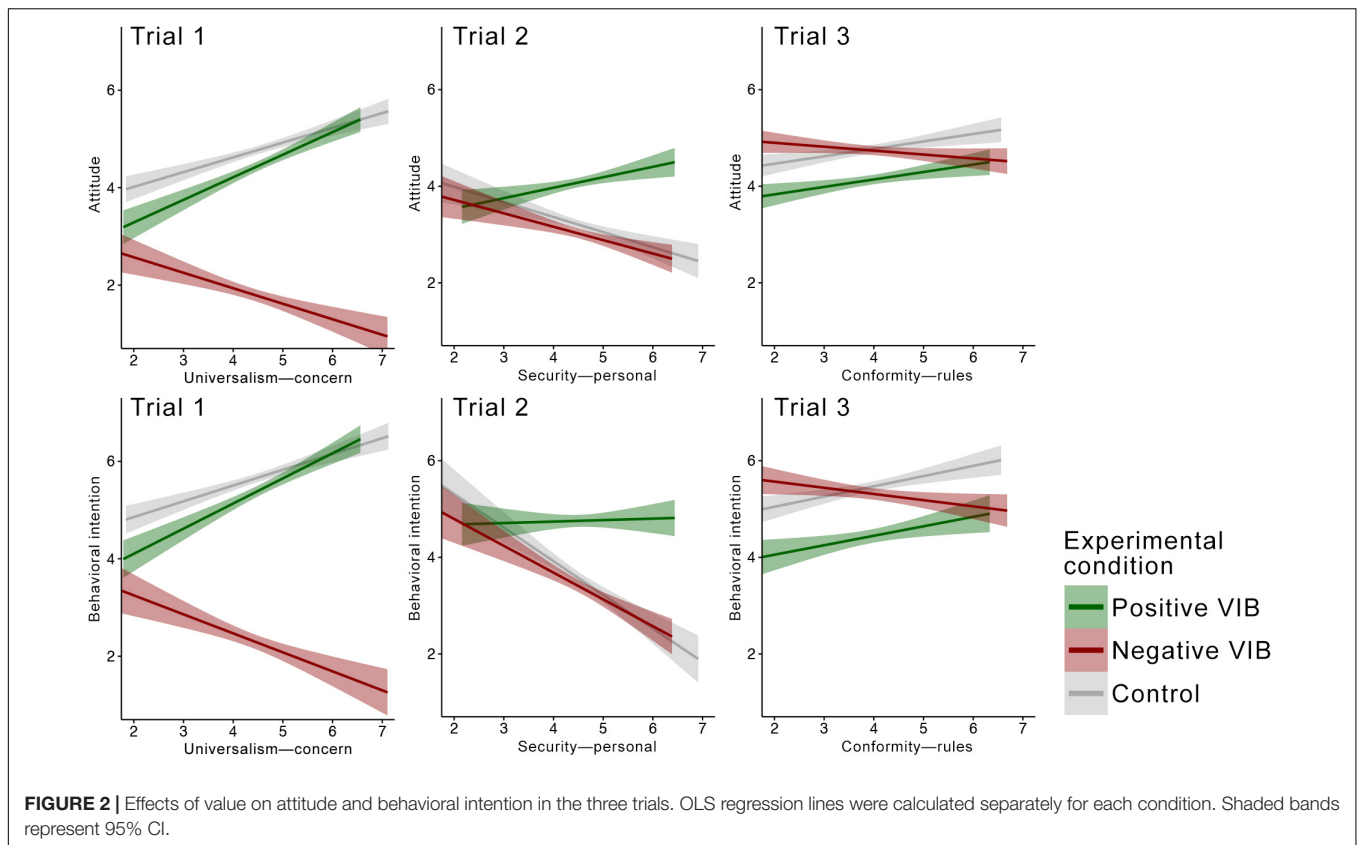 Trial 1
Trial 2
Trial 3
Attitude
6
4
2
2 3 4 5 6 7
Universalism—concern
Attitude
6
4
2
2 3 4 5 6 7
Security—personal
Attitude
6
4
2
2 3 4 5 6 7
Conformity—rules
Trial 1
Trial 2
Trial 3
Behavioral intention
6
4
2
2 3 4 5 6 7
Universalism—concern
Behavioral intention
6
4
2
2 3 4 5 6 7
Security—personal
Behavioral intention
6
4
2
2 3 4 5 6 7
Conformity—rules
Experimental
condition
Positive VIB
Negative VIB
Control
FIGURE 2 | Effects of value on attitude and behavioral intention in the three trials. OLS regression lines were calculated separately for each condition. Shaded bands
represent 95% CI.